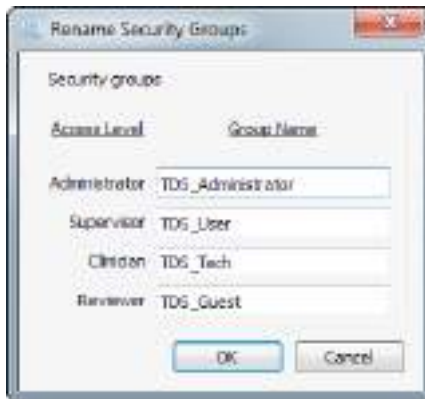 Rename Security Groups
Security groups
Access Level Group Name
Administrator TDS_Administrator
Supervisor TDS_User
Clinician TDS_Tech
Reviewer TDS_Guest
OK Cancel